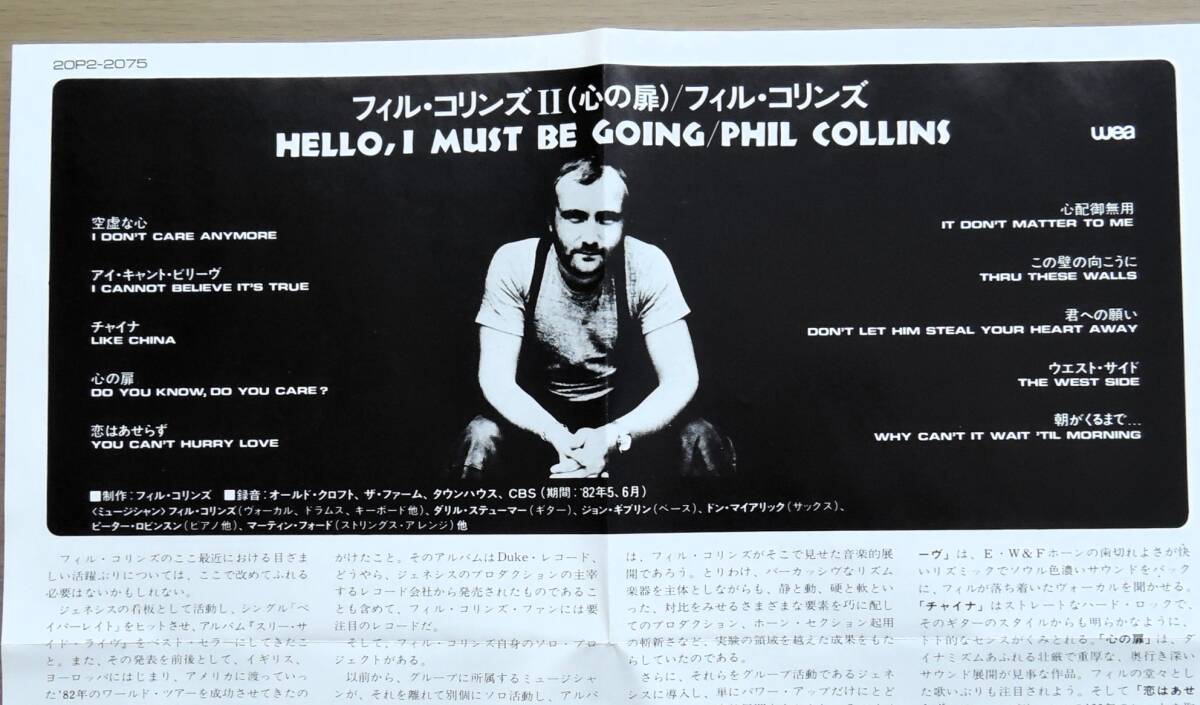 20P2-2075
フィル・コリンズII(心の扉)/フィル・コリンズ
HELLO, I MUST BE GOING/PHIL COLLINS
wea
空虚な心
I DON'T CARE ANYMORE
アイ・キャント・ビリーヴ
I CANNOT BELIEVE IT'S TRUE
チャイナ
LIKE CHINA
心の扉
DO YOU KNOW, DO YOU CARE?
恋はあせらず
YOU CAN'T HURRY LOVE
心配御無用
IT DON'T MATTER TO ME
この壁の向こうに
THRU THESE WALLS
君への願い
DON'T LET HIM STEAL YOUR HEART AWAY
ウエスト・サイド
THE WEST SIDE
朝がくるまで…
WHY CAN'T IT WAIT 'TIL MORNING
■制作:フィル・コリンズ ■録音:オールド・クロフト、ザ・ファーム、タウンハウス、CBS(期間:'82年5、6月)
〈ミュージシャン〉フィル・コリンズ(ヴォーカル、ドラムス、キーボード他)、ダリル・ステューマー(ギター)、ジョン・ギブリン(ベース)、ドン・マイアリック(サックス)、
ピーター・ロビンスン(ピアノ他)、マーティン・フォード(ストリングス・アレンジ)他
フィル・コリンズのここ最近における目ざま
しい活躍ぶりについては、ここで改めてふれる
必要はないかもしれない。
ジェネシスの看板として活動し、シングル「ペ
イパーレイト」をヒットさせ、アルバム『スリー・サ
イド・ライヴ』をベスト・セラーにしてきたこ
と。また、その発表を前後として、イギリス、
ヨーロッパにはじまり、アメリカに渡っていっ
た'82年のワールド・ツアーを成功させてきたの
がけたこと。そのアルバムはDuke・レコード、
どうやら、ジェネシスのプロダクションの主宰
するレコード会社から発売されたものであるこ
とも含めて、フィル・コリンズ・ファンには要
注目のレコードだ。
そして、フィル・コリンズ自身のソロ・プロ
ジェクトがある。
以前から、グループに所属するミュージシャ
ンが、それを離れて別個にソロ活動し、アルバ
は、フィル・コリンズがそこで見せた音楽的展
開であろう。とりわけ、パーカッシヴなリズム
楽器を主体としながらも、静と動、硬と軟とい
った、対比をみせるさまざまな要素を巧に配し
てのプロダクション、ホーン・セクション起用
の斬新さなど、実験の領域を越えた成果をもた
らしていたのである。
さらに、それらをグループ活動であるジェネ
シスに導入し、単にパワー・アップだけにとど
ーヴ」は、E・W&Fホーンの歯切れよさが快
いリズミックでソウル色濃いサウンドをバック
に、フィルが落ち着いたヴォーカルを聞かせる。
「チャイナ」はストレートなハード・ロックで、
そのギターのスタイルからも明らかなように、
トト的なセンスがくみとれる。「心の扉」は、ダ
イナミズムあふれる壮厳で重厚な、奥行き深い
サウンド展開が見事な作品。フィルの堂々とし
た歌いぶりも注目されよう。そして「恋はあせ